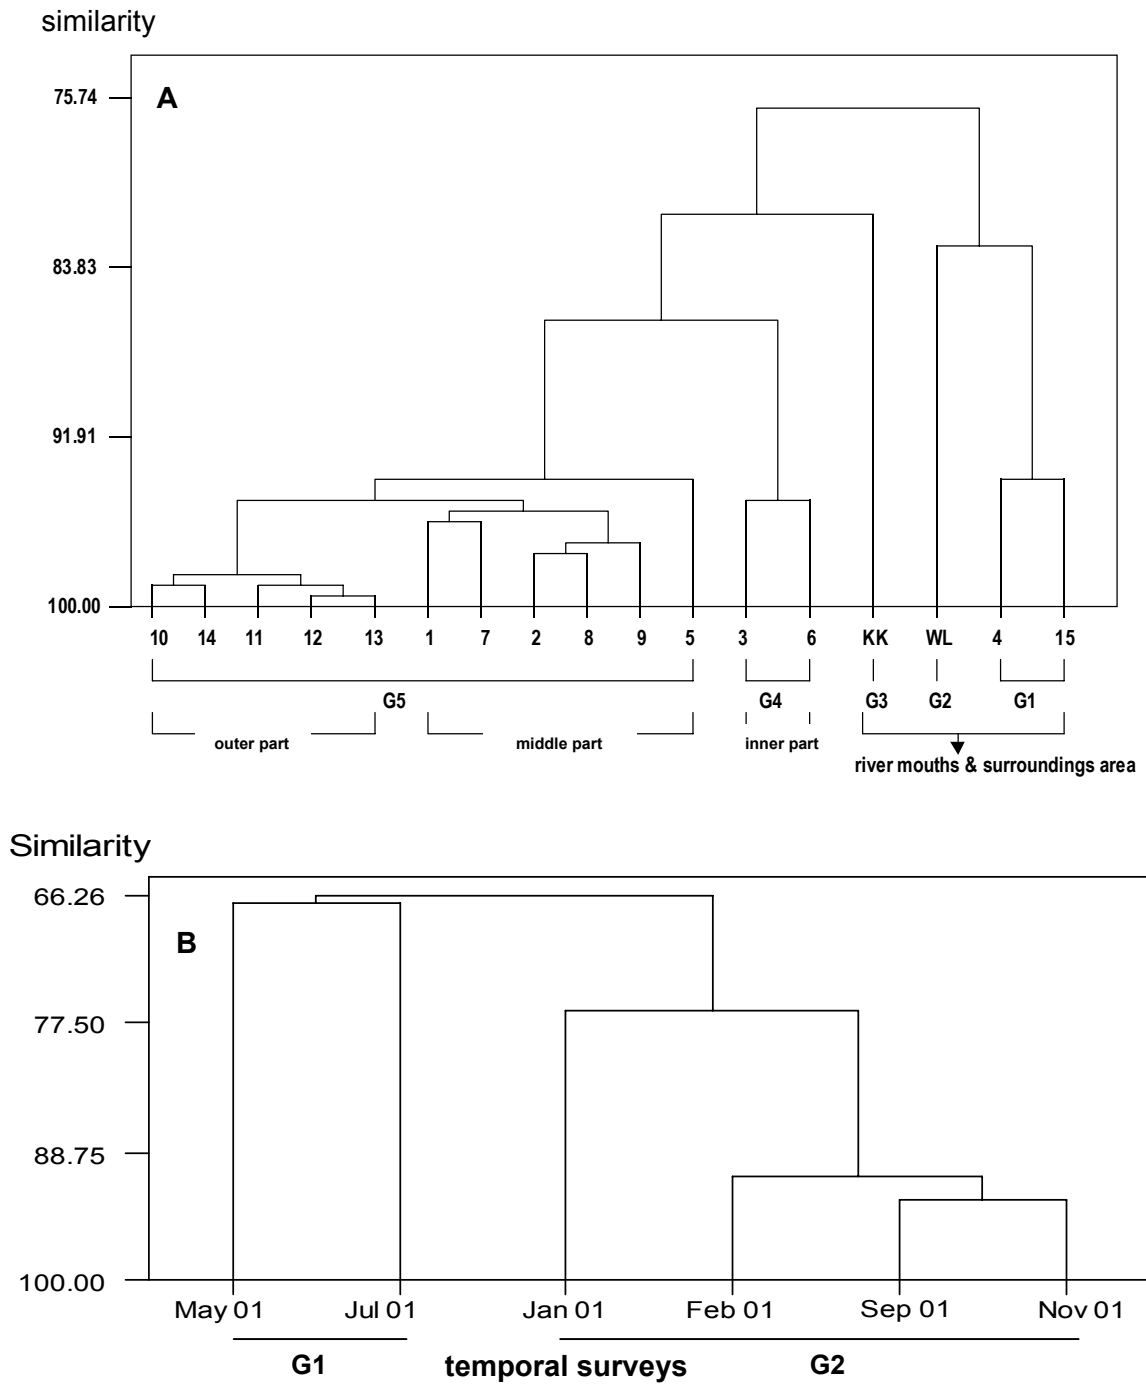 similarity
A
75.74
83.83
91.91
100.00
10 14 11 12 13 1 7 2 8 9 5 3 6 KK WL 4 15
G5 G4 G3 G2 G1
outer part middle part inner part
river mouths & surroundings area
Similarity
66.26
B
77.50
88.75
100.00
May 01 Jul 01 Jan 01 Feb 01 Sep 01 Nov 01
G1 temporal surveys G2